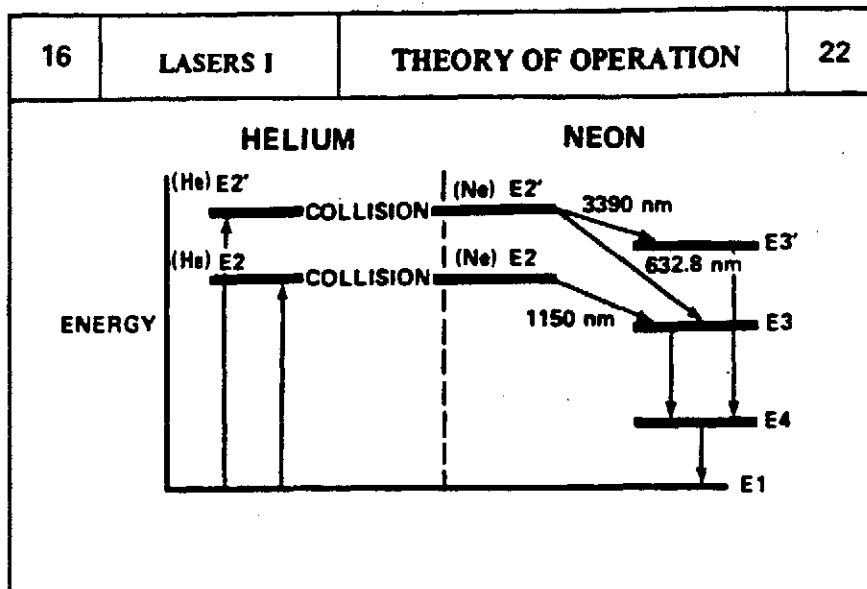 16 LASERS I THEORY OF OPERATION 22
HELIUM NEON
(He) E2' COLLISION (Ne) E2' 3390 nm
E3'
632.8 nm
(He) E2 COLLISION (Ne) E2
ENERGY 1150 nm E3
E4
E1